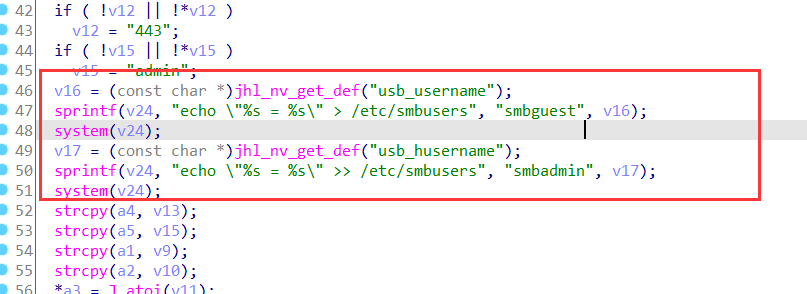 42 if ( !v12 || !*v12 )
43 v12 = "443";
44 if ( !v15 || !*v15 )
45 v15 = "admin";
46 v16 = (const char *)jhl_nv_get_def("usb_username");
47 sprintf(v24, "echo \"%s = %s\" > /etc/smbusers", "smbguest", v16);
48 system(v24);
49 v17 = (const char *)jhl_nv_get_def("usb_husername");
50 sprintf(v24, "echo \"%s = %s\" >> /etc/smbusers", "smbadmin", v17);
51 system(v24);
52 strcpy(a4, v13);
53 strcpy(a5, v15);
54 strcpy(a1, v9);
55 strcpy(a2, v10);
56 *a3 = J_atoi(v11);